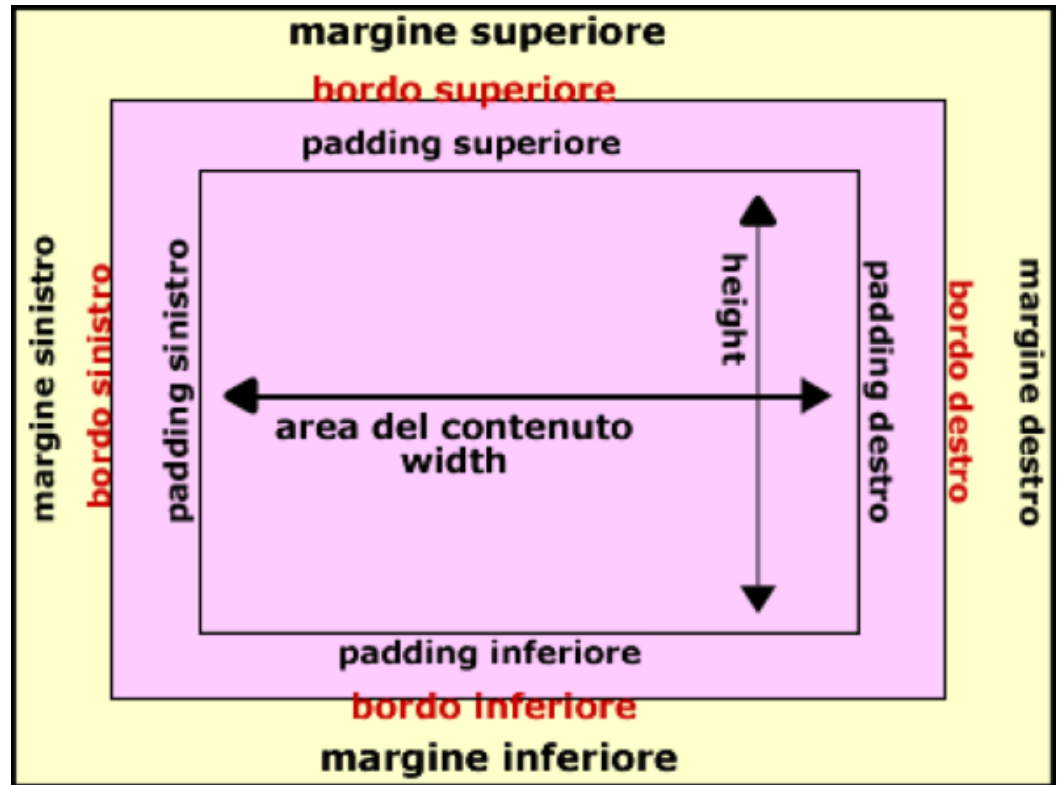 margine superiore
bordo superiore
padding superiore
margine sinistro
bordo sinistro
padding sinistro
height
area del contenuto
width
padding destro
bordo destro
margine destro
padding inferiore
bordo inferiore
margine inferiore